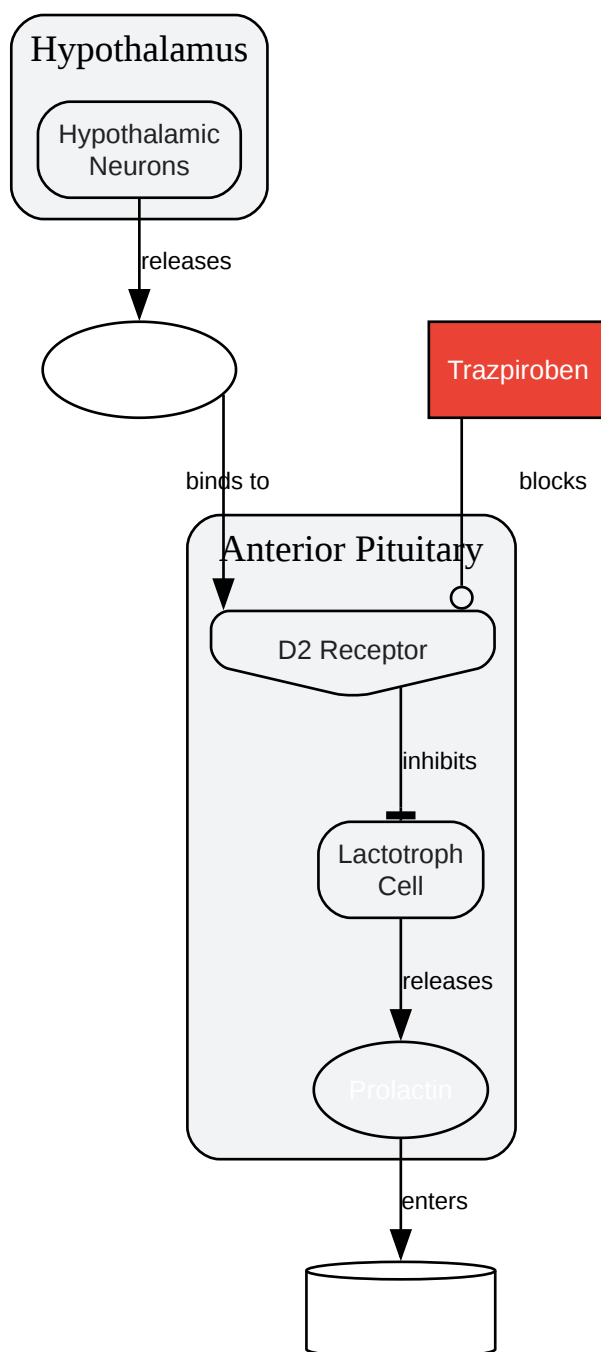 Hypothalamus
Hypothalamic
Neurons
releases
Trazpiroben
binds to
blocks
Anterior Pituitary
D2 Receptor
inhibits
Lactotroph
Cell
releases
Prolactin
enters